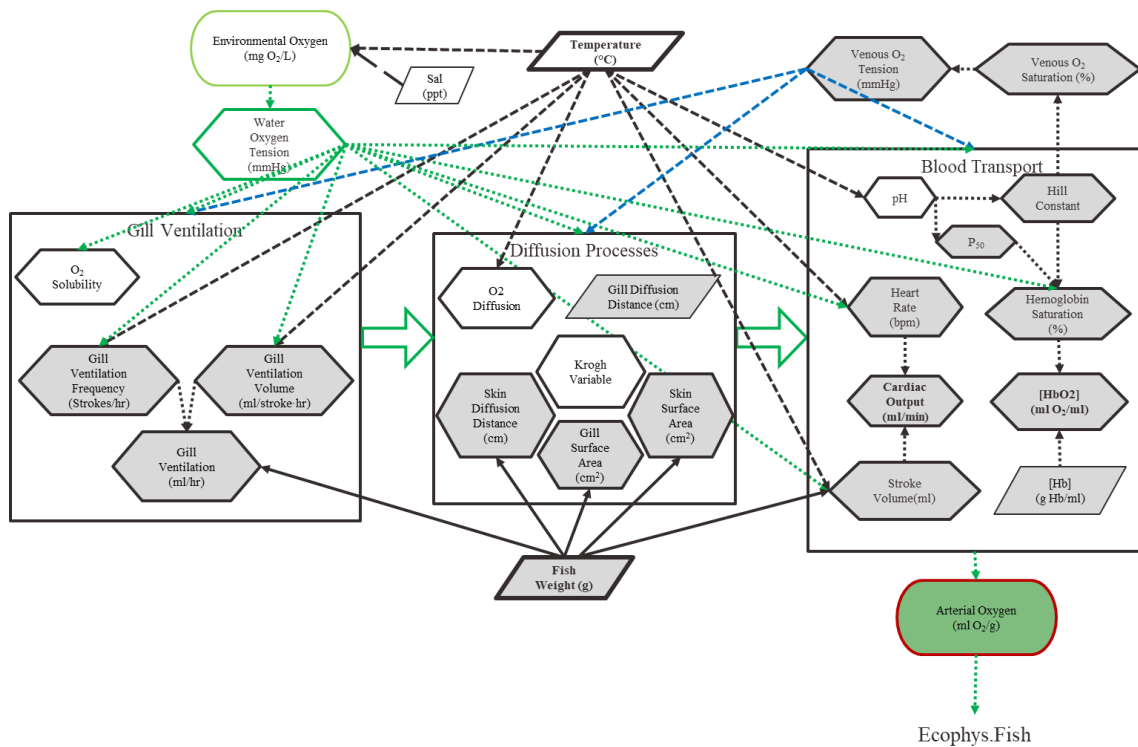 Environmental Oxygen
(mg O₂/L)
Temperature
(°C)
Sal
(ppt)
Venous O₂
Tension
(mmHg)
Venous O₂
Saturation (%)
Water
Oxygen
Tension
(mmHg)
Gill Ventilation
O₂
Solubility
Gill
Ventilation
Frequency
(Strokes/hr)
Gill
Ventilation
Volume
(ml/stroke·hr)
Gill
Ventilation
(ml/hr)
Diffusion Processes
O2
Diffusion
Gill Diffusion
Distance (cm)
Krogh
Variable
Skin
Diffusion
Distance
(cm)
Skin
Surface
Area
(cm²)
Gill
Surface
Area
(cm²)
Blood Transport
pH
Hill
Constant
P₅₀
Heart
Rate
(bpm)
Hemoglobin
Saturation
(%)
Cardiac
Output
(ml/min)
[HbO2]
(ml O₂/ml)
Stroke
Volume(ml)
[Hb]
(g Hb/ml)
Fish
Weight (g)
Arterial Oxygen
(ml O₂/g)
Ecophys.Fish